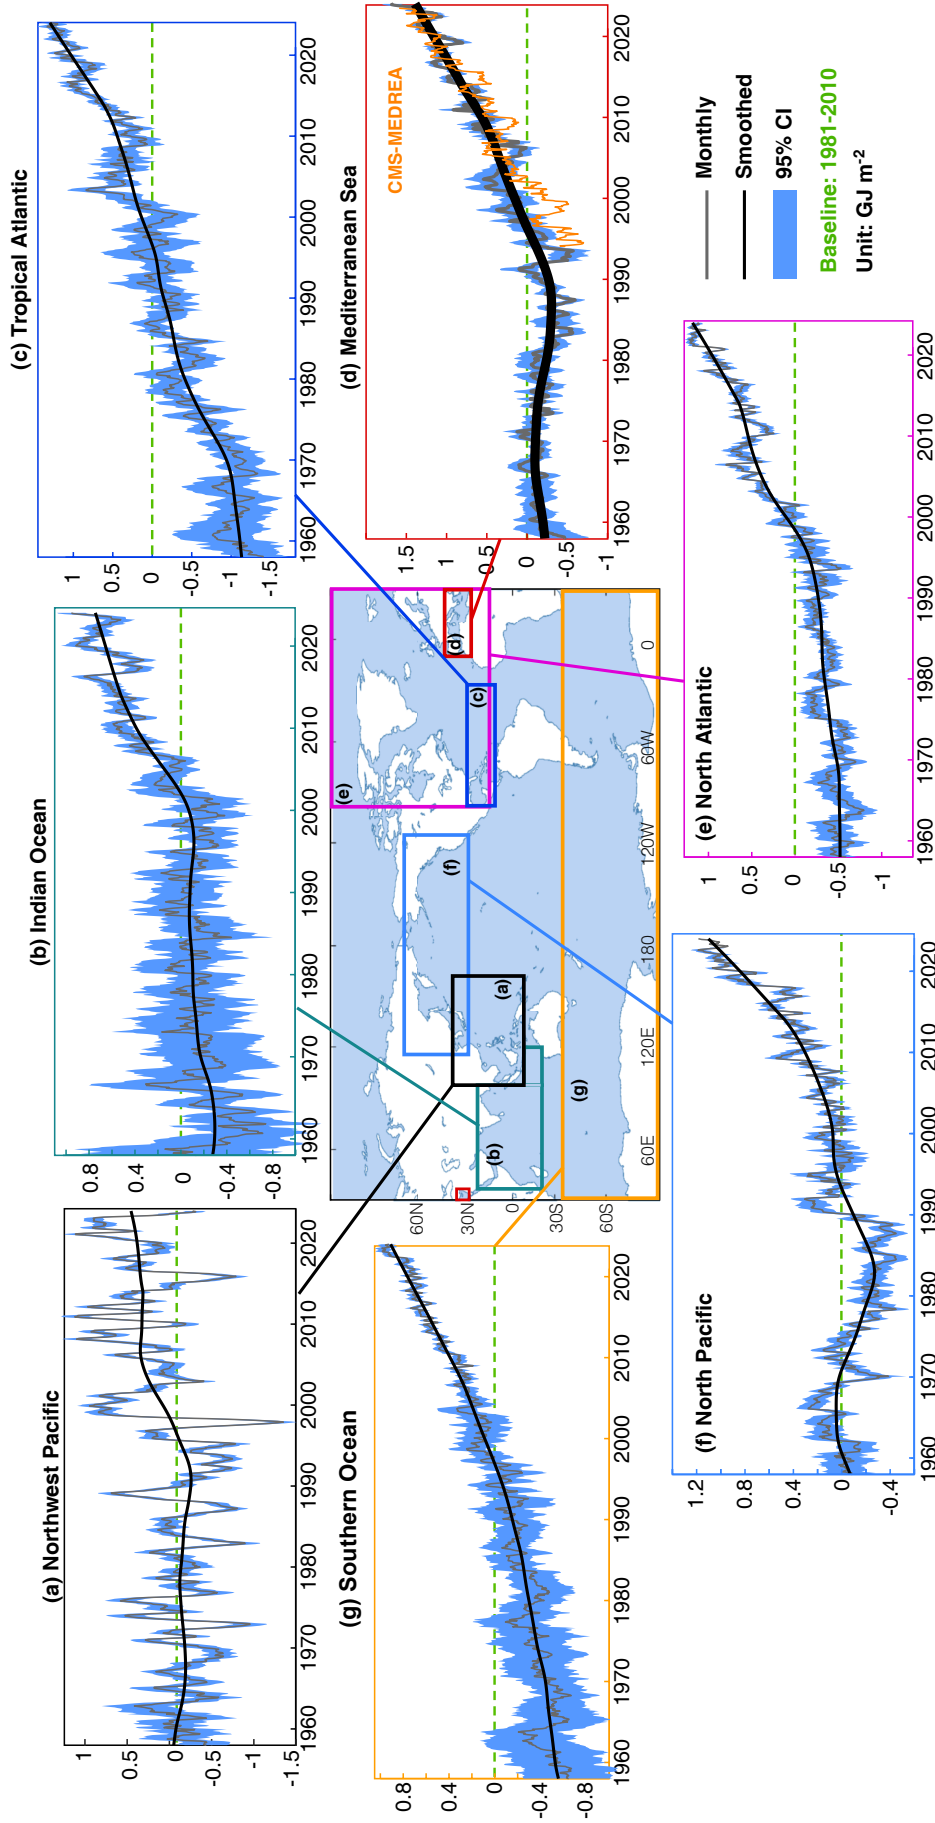 (a) Northwest Pacific
1
0.5
0
-0.5
-1
-1.5
1960 1970 1980 1990 2000 2010 2020
(b) Indian Ocean
0.8
0.4
0
-0.4
-0.8
1960 1970 1980 1990 2000 2010 2020
(c) Tropical Atlantic
1
0.5
0
-0.5
-1
-1.5
1960 1970 1980 1990 2000 2010 2020
(g) Southern Ocean
0.8
0.4
0
-0.4
-0.8
1960 1970 1980 1990 2000 2010 2020
60N
30N
0
30S
60S
60E 120E -180 120W 60W 0
(a)
(b)
(c)
(d)
(e)
(f)
(g)
(d) Mediterranean Sea
CMS-MEDREA
1.5
1
0.5
0
-0.5
-1
1960 1970 1980 1990 2000 2010 2020
(f) North Pacific
1.2
0.8
0.4
0
-0.4
1960 1970 1980 1990 2000 2010 2020
(e) North Atlantic
1
0.5
0
-0.5
-1
1960 1970 1980 1990 2000 2010 2020
Monthly
Smoothed
95% CI
Baseline: 1981-2010
Unit: GJ m⁻²